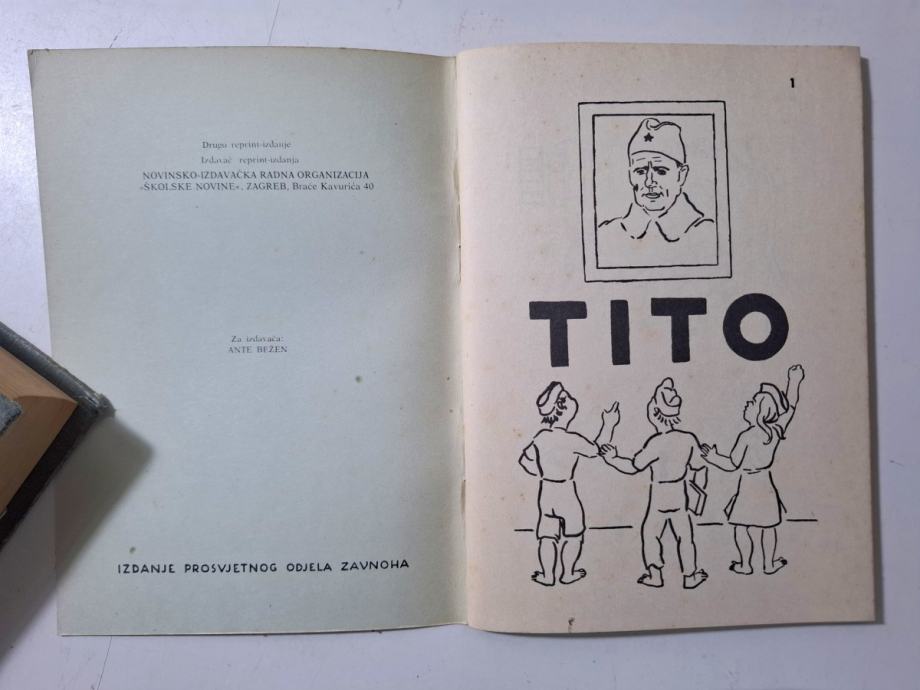 Drugo reprint-izdanje
Izdavač reprint-izdanja
NOVINSKO-IZDAVAČKA RADNA ORGANIZACIJA
»ŠKOLSKE NOVINE«, ZAGREB, Braće Kavurića 40
Za izdavača:
ANTE BEŽEN
IZDANJE PROSVJETNOG ODJELA ZAVNOHA
1
TITO